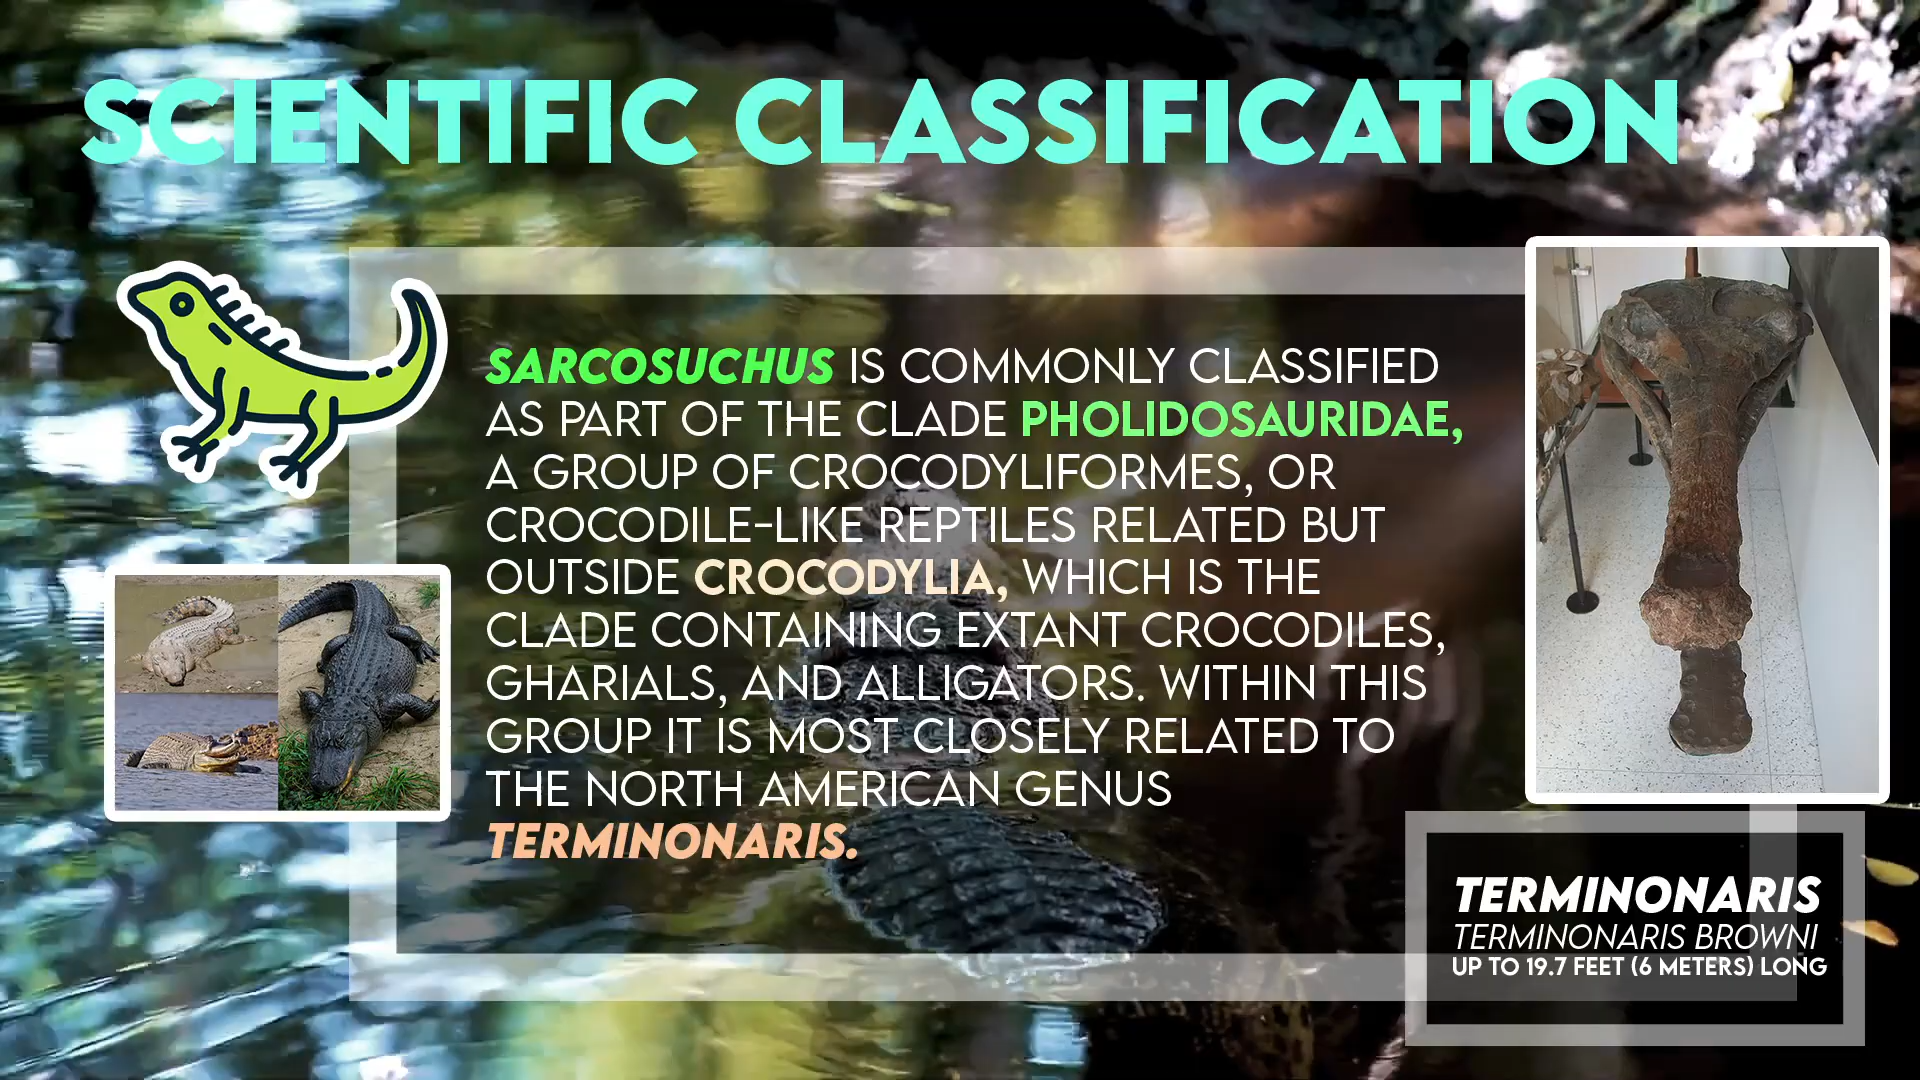 SCIENTIFIC CLASSIFICATION
SARCOSUCHUS IS COMMONLY CLASSIFIED
AS PART OF THE CLADE PHOLIDOSAURIDAE,
A GROUP OF CROCODYLIFORMES, OR
CROCODILE-LIKE REPTILES RELATED BUT
OUTSIDE CROCODYLIA, WHICH IS THE
CLADE CONTAINING EXTANT CROCODILES,
GHARIALS, AND ALLIGATORS. WITHIN THIS
GROUP IT IS MOST CLOSELY RELATED TO
THE NORTH AMERICAN GENUS
TERMINONARIS.
TERMINONARIS
TERMINONARIS BROWNI
UP TO 19.7 FEET (6 METERS) LONG